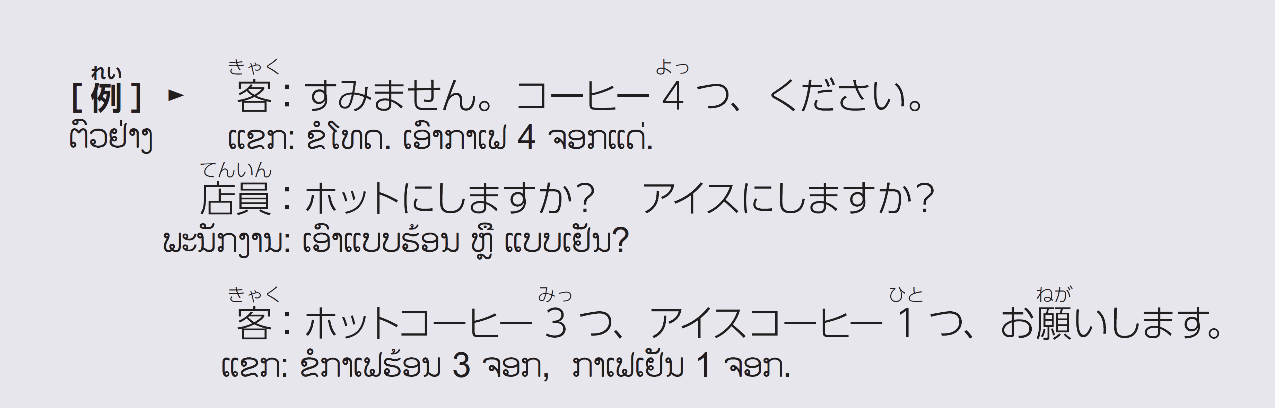 れい きゃく よっ
[例] ► 客：すみません。コーヒー 4 つ、ください。
ຕົວຢ່າງ ແຂກ: ຂໍໂທດ. ເອົາກາເຟ 4 ຈອກແດ່.
てんいん
店員：ホットにしますか？ アイスにしますか？
ພະນັກງານ: ເອົາແບບຮ້ອນ ຫຼື ແບບເຢັນ?
きゃく みっ ひと ねが
客：ホットコーヒー 3 つ、アイスコーヒー 1 つ、お願いします。
ແຂກ: ຂໍກາເຟຮ້ອນ 3 ຈອກ, ກາເຟເຢັນ 1 ຈອກ.